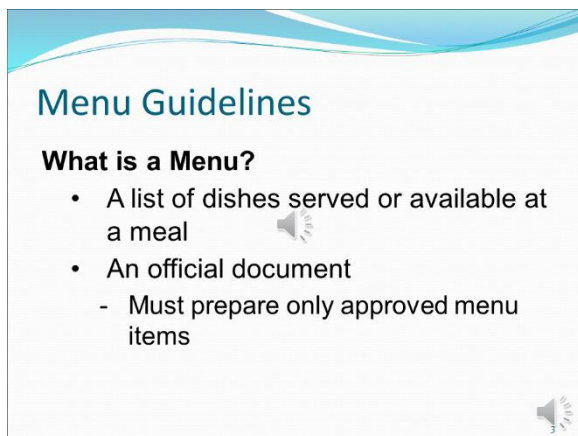 Menu Guidelines
What is a Menu?
• A list of dishes served or available at
a meal
• An official document
- Must prepare only approved menu
items
3